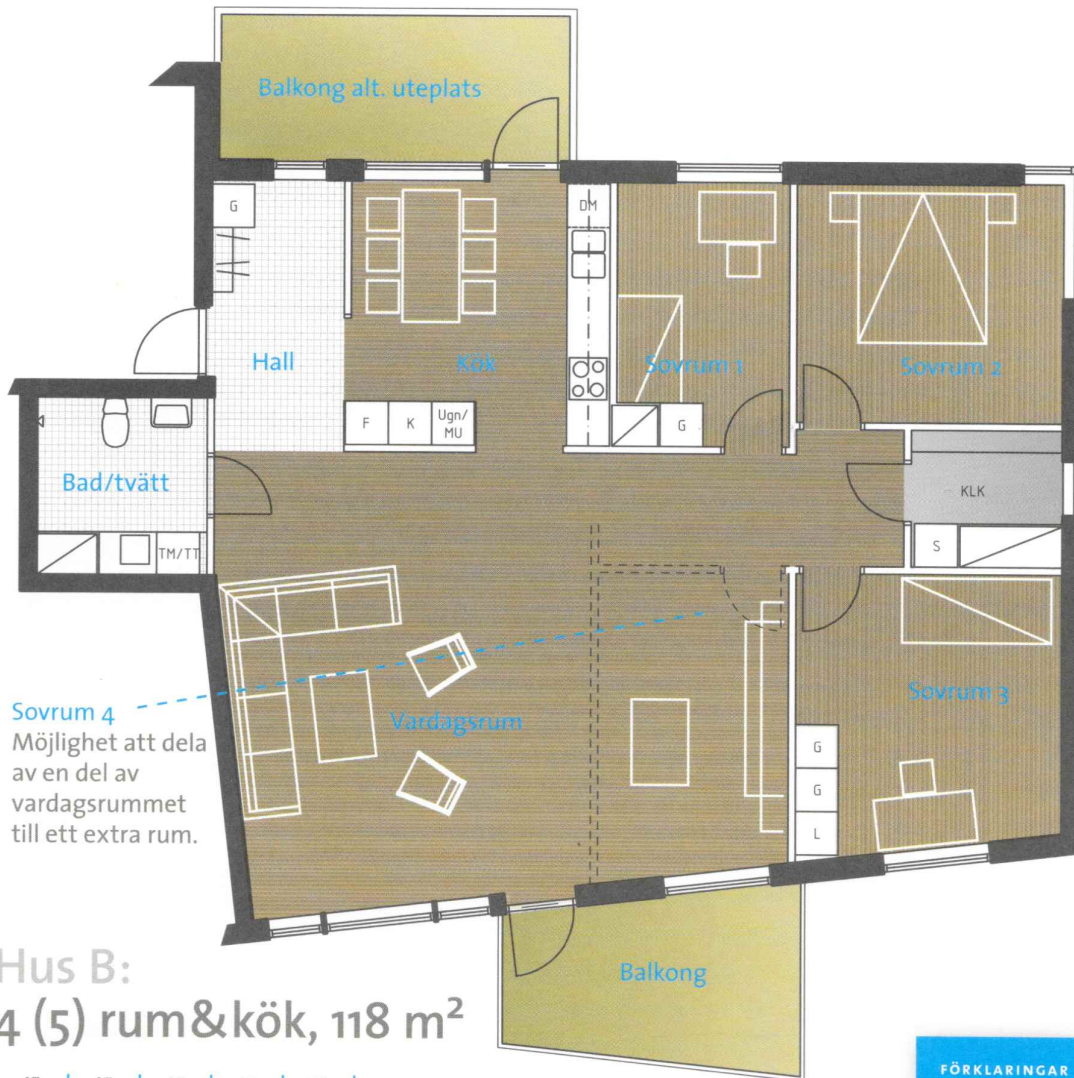 Balkong alt. uteplats
G
DM
Hall
Kök
Sovrum 1
Sovrum 2
F
K
Ugn/
MU
G
Bad/tvätt
TM/TT
KLK
S
Sovrum 4
Möjlighet att dela
av en del av
vardagsrummet
till ett extra rum.
Vardagsrum
Sovrum 3
G
G
L
Balkong
Hus B:
4 (5) rum&kök, 118 m²
FÖRKLARINGAR